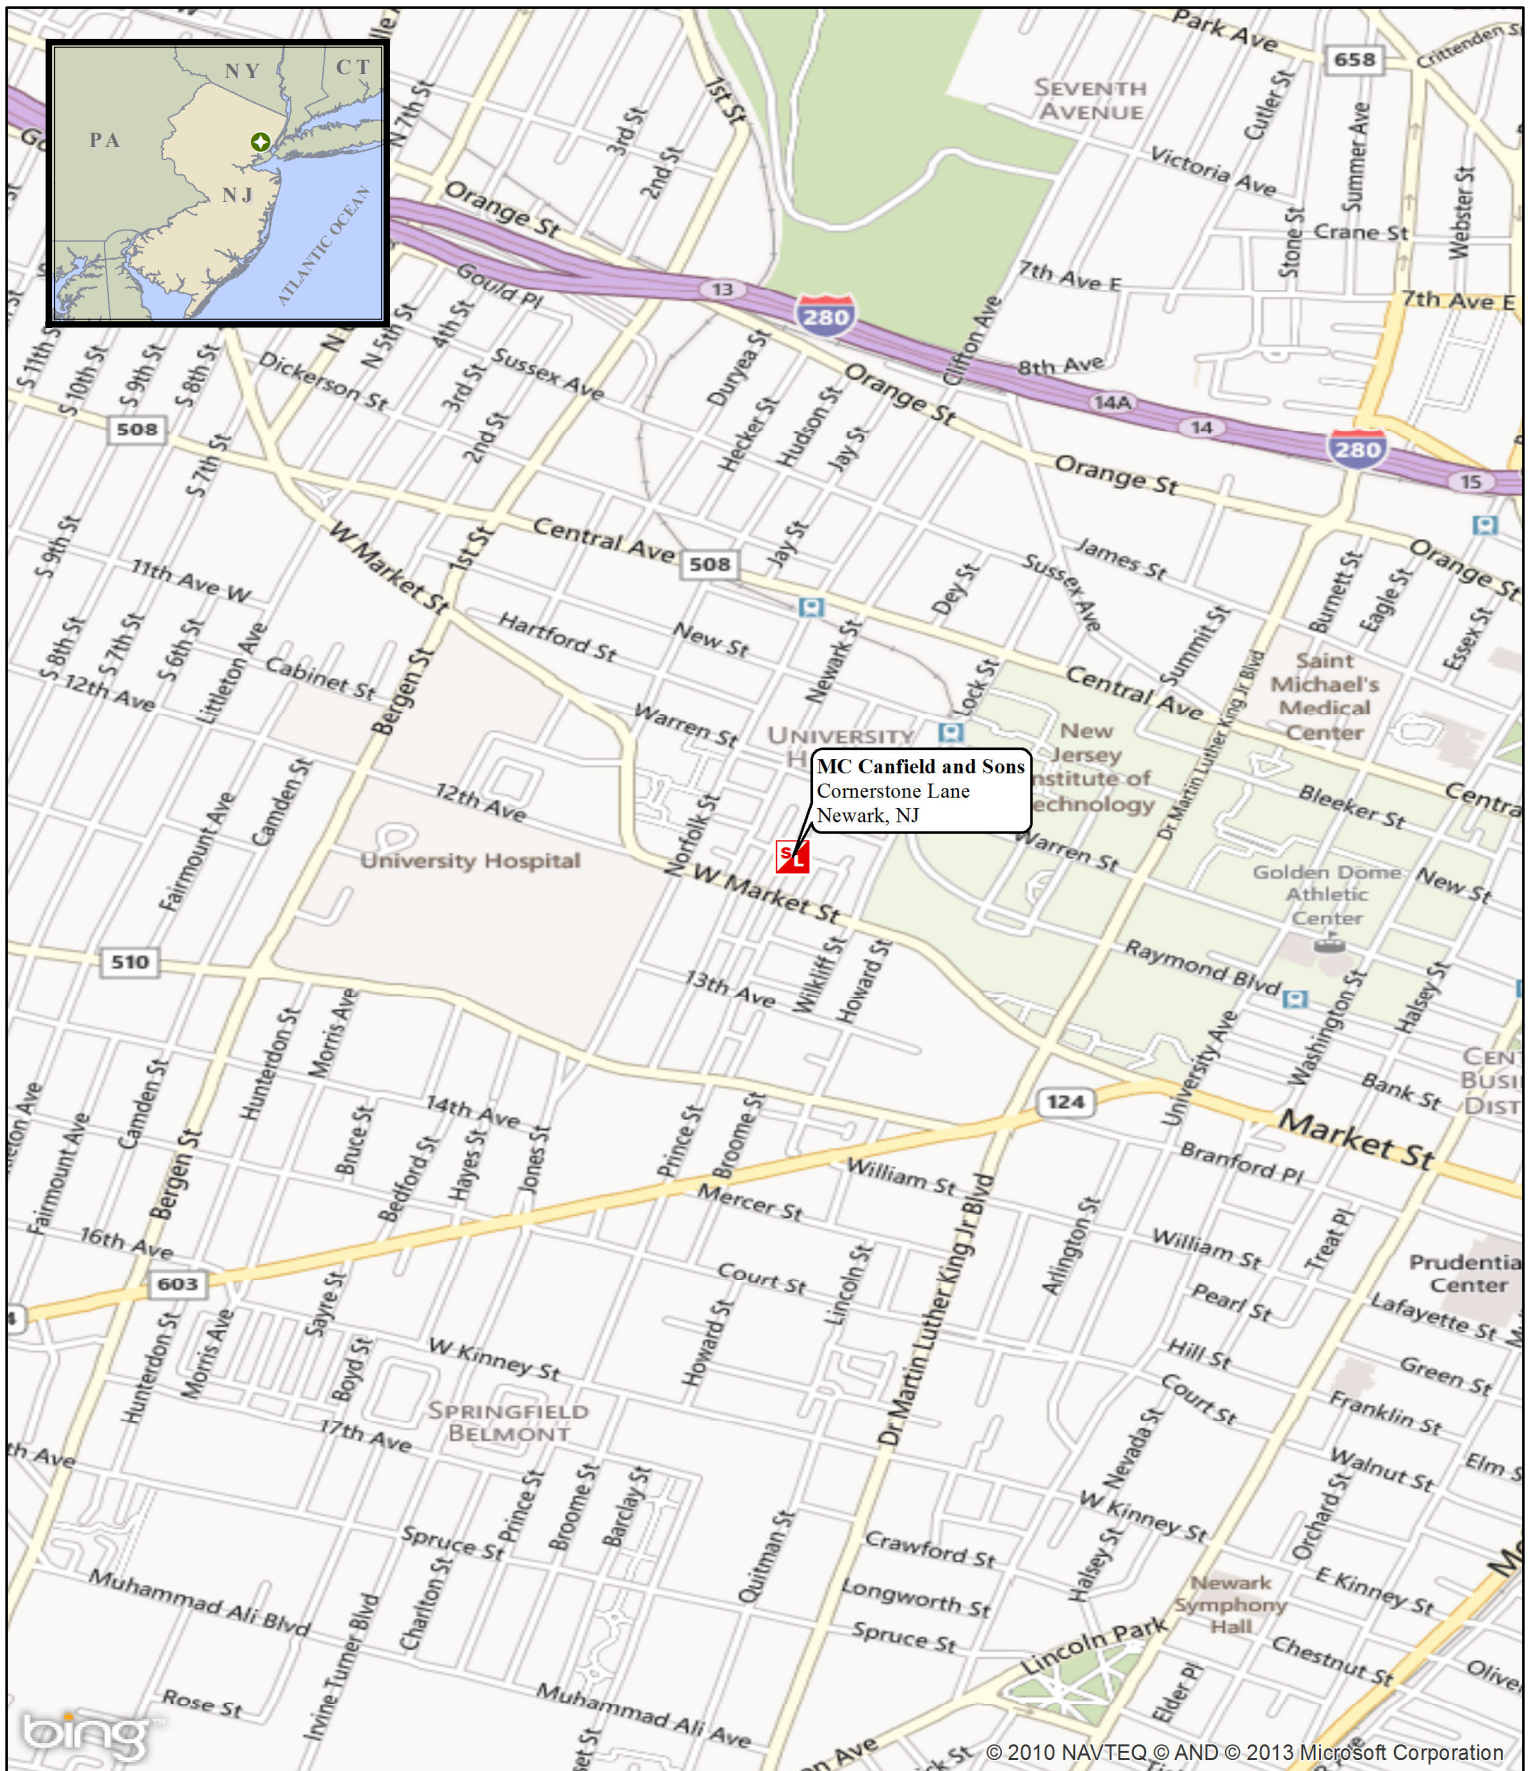 NY
CT
PA
NJ
ATLANTIC OCEAN
Park Ave
658
Crittenden St
SEVENTH
AVENUE
Cutler St
Summer Ave
Victoria Ave
Webster St
Stone St
Crane St
7th Ave E
7th Ave E
8th Ave
Clifton Ave
1st St
N 7th St
3rd St
2nd St
Orange St
Gould Pl
13
280
14A
14
280
15
N 5th St
4th St
3rd St
2nd St
Sussex Ave
Dickerson St
S 11th St
S 10th St
S 9th St
S 8th St
508
S 7th St
Duryea St
Hecker St
Hudson St
Jay St
Orange St
Orange St
Orange St
W Market St
1st St
Central Ave
508
Jay St
Dey St
Sussex Ave
James St
Summit St
Burnett St
Eagle St
Essex St
S 9th St
11th Ave W
S 8th St
S 7th St
S 6th St
Littleton Ave
Cabinet St
12th Ave
Bergen St
Hartford St
New St
Newark St
Lock St
Central Ave
Warren St
UNIVERSITY
Saint
Michael's
Medical
Center
New
Jersey
Institute of
Technology
Dr Martin Luther King Jr Blvd
MC Canfield and Sons
Cornerstone Lane
Newark, NJ
SL
Bleeker St
Warren St
Golden Dome
Athletic
Center
New St
12th Ave
Norfolk St
Camden St
Fairmount Ave
University Hospital
W Market St
510
13th Ave
Wilkliff St
Howard St
Raymond Blvd
Washington St
Halsey St
University Ave
Bank St
124
Market St
Branford Pl
Hunterdon St
Morris Ave
Camden St
Fairmount Ave
Bergen St
14th Ave
Bruce St
Bedford St
Hayes St
Jones St
Prince St
Broome St
William St
Mercer St
Dr Martin Luther King Jr Blvd
Arlington St
William St
Treat Pl
Pearl St
Prudential
Center
Lafayette St
16th Ave
603
Court St
Lincoln St
Howard St
Sayre St
Boyd St
Hunterdon St
Morris Ave
W Kinney St
Hill St
Court St
Green St
Franklin St
Walnut St
Elm St
SPRINGFIELD
BELMONT
17th Ave
Nevada St
W Kinney St
Orchard St
Prince St
Broome St
Barclay St
Spruce St
Quitman St
Crawford St
Longworth St
Spruce St
Halsey St
Newark
Symphony
Hall
E Kinney St
Chestnut St
Lincoln Park
Elder Pl
Muhammad Ali Blvd
Charlton St
Irvine Turner Blvd
Rose St
Muhammad Ali Ave
bing™
© 2010 NAVTEQ © AND © 2013 Microsoft Corporation